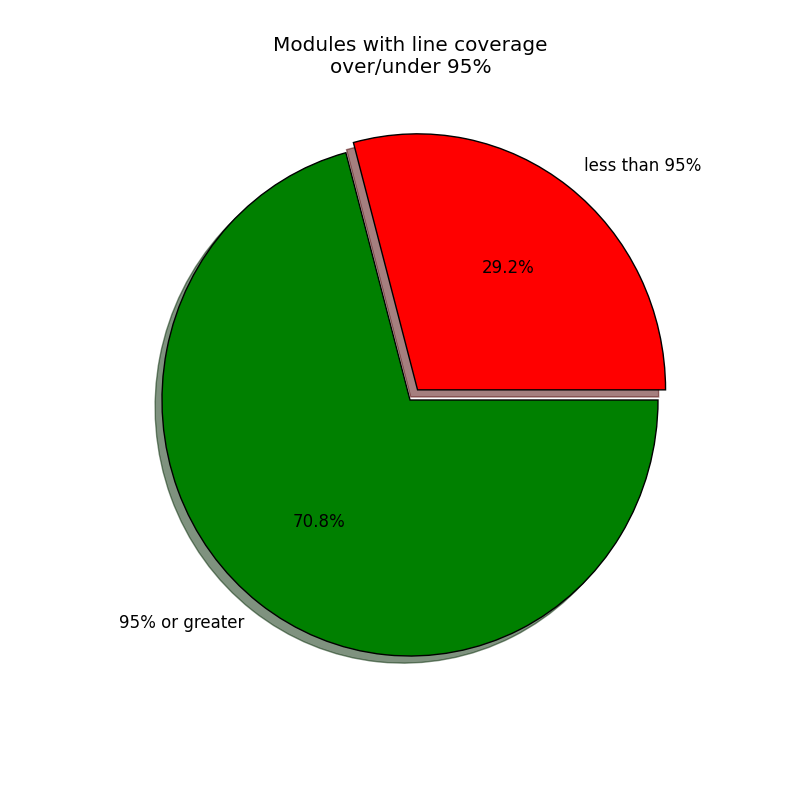 Modules with line coverage
over/under 95%
less than 95%
29.2%
70.8%
95% or greater